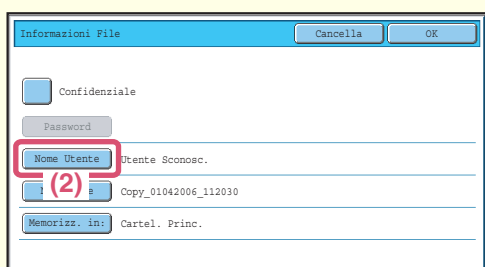 Informazioni File Cancella OK
Confidenziale
Password
Nome Utente Utente Sconosc.
(2) Copy_01042006_112030
Memorizz. in: Cartel. Princ.